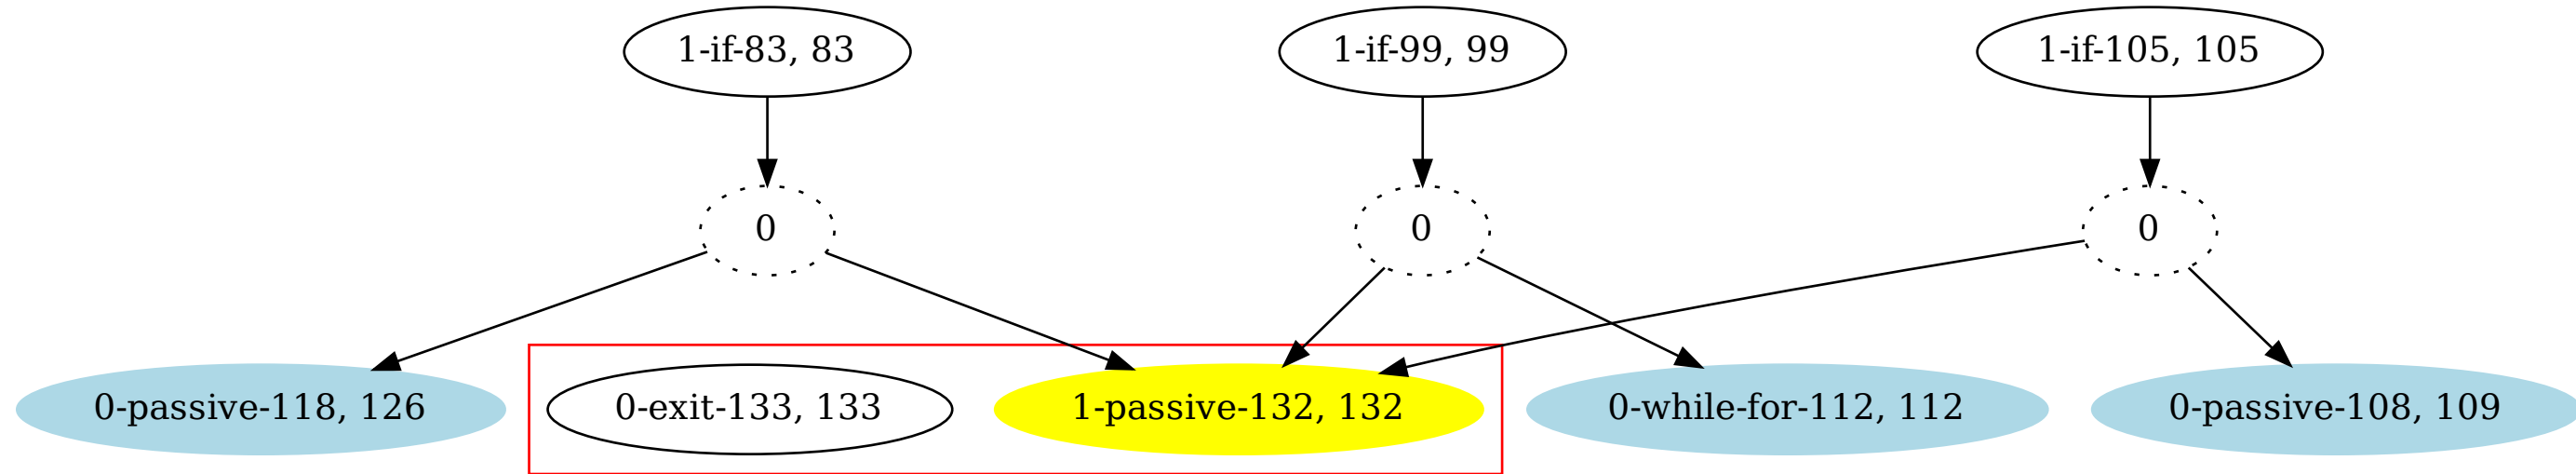 1-if-83, 83
1-if-99, 99
1-if-105, 105
0
0
0
0-passive-118, 126
0-exit-133, 133
1-passive-132, 132
0-while-for-112, 112
0-passive-108, 109